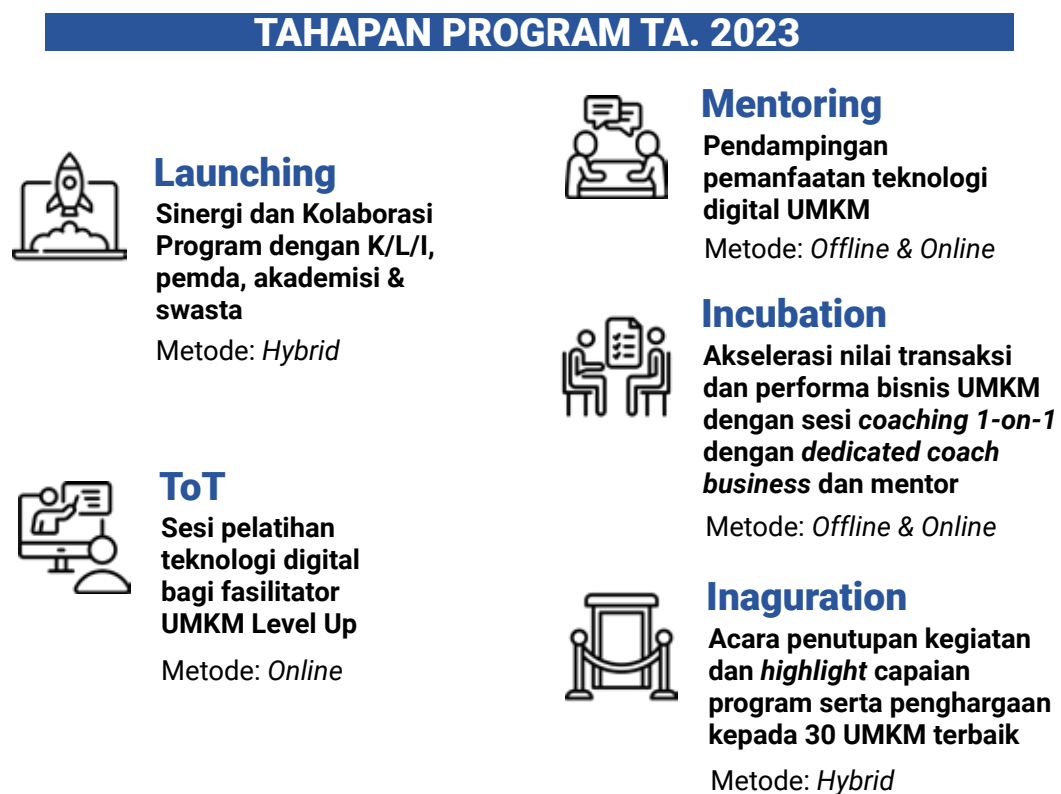 TAHAPAN PROGRAM TA. 2023
Launching
Sinergi dan Kolaborasi
Program dengan K/L/I,
pemda, akademisi &
swasta
Metode: Hybrid
ToT
Sesi pelatihan
teknologi digital
bagi fasilitator
UMKM Level Up
Metode: Online
Mentoring
Pendampingan
pemanfaatan teknologi
digital UMKM
Metode: Offline & Online
Incubation
Akselerasi nilai transaksi
dan performa bisnis UMKM
dengan sesi coaching 1-on-1
dengan dedicated coach
business dan mentor
Metode: Offline & Online
Inaguration
Acara penutupan kegiatan
dan highlight capaian
program serta penghargaan
kepada 30 UMKM terbaik
Metode: Hybrid